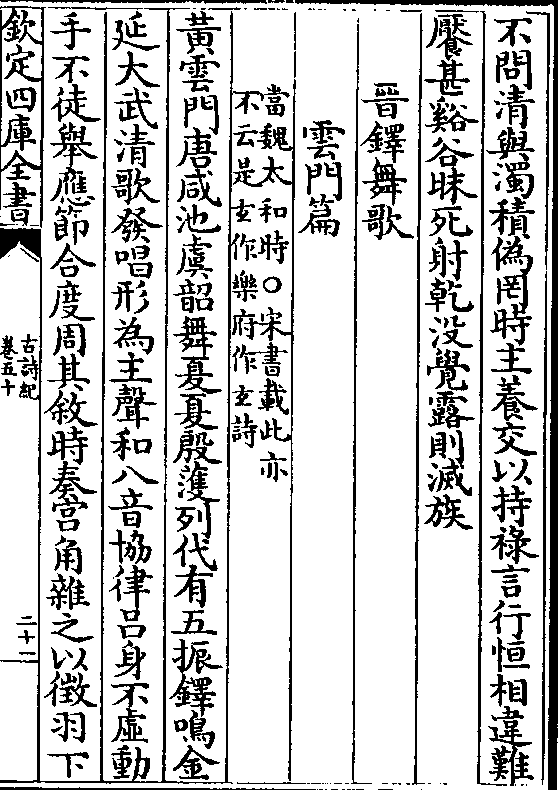 不問清與濁積偽罔時主養交以持祿言行恒相違難
饜甚谿谷昧死射乾没覺露則滅族
晉鐸舞歌
雲門篇
當魏太和時○宋書載此亦
不云是玄作樂府作玄詩
黃雲門唐咸池虞韶舞夏夏殷濩列代有五振鐸鳴金
延大武清歌發唱形為主聲和八音協律吕身不虛動
手不徒舉應節合度周其敘時奏宮角雜之以徵羽下
欽定四庫全書
古詩紀
卷五十
二十一